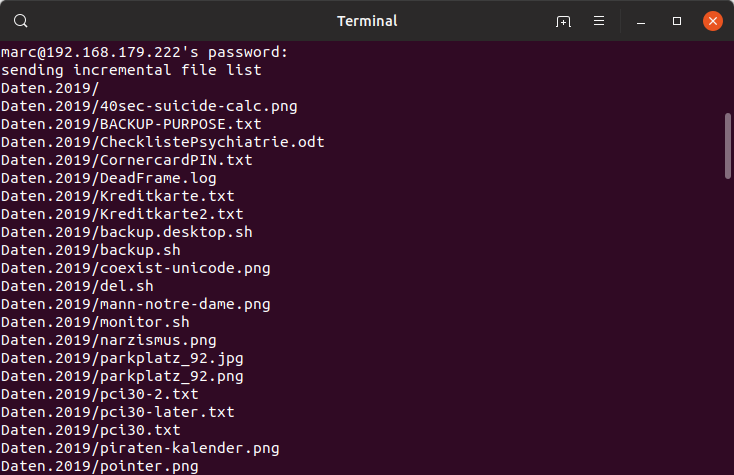 Terminal
marc@192.168.179.222's password:
sending incremental file list
Daten.2019/
Daten.2019/40sec-suicide-calc.png
Daten.2019/BACKUP-PURPOSE.txt
Daten.2019/ChecklistePsychiatrie.odt
Daten.2019/CornercardPIN.txt
Daten.2019/DeadFrame.log
Daten.2019/Kreditkarte.txt
Daten.2019/Kreditkarte2.txt
Daten.2019/backup.desktop.sh
Daten.2019/backup.sh
Daten.2019/coexist-unicode.png
Daten.2019/del.sh
Daten.2019/mann-notre-dame.png
Daten.2019/monitor.sh
Daten.2019/narzismus.png
Daten.2019/parkplatz_92.jpg
Daten.2019/parkplatz_92.png
Daten.2019/pci30-2.txt
Daten.2019/pci30-later.txt
Daten.2019/pci30.txt
Daten.2019/piraten-kalender.png
Daten.2019/pointer.png